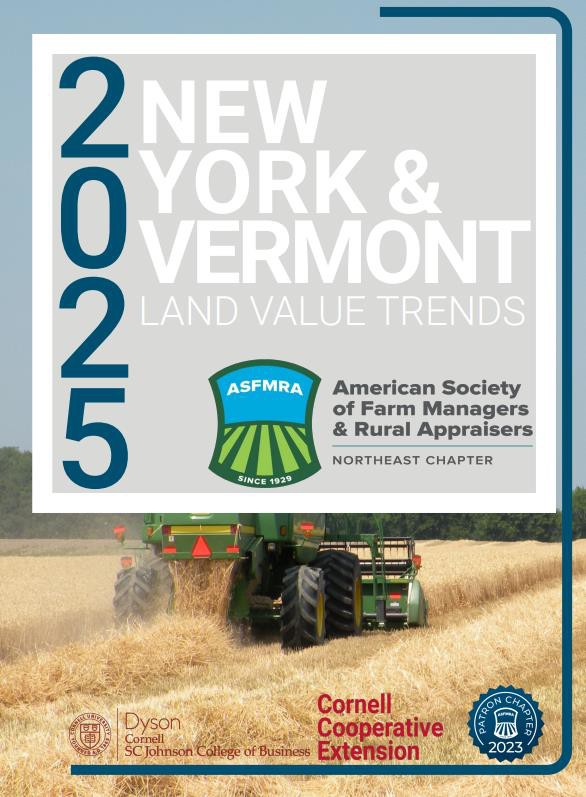 2025
NEW
YORK &
VERMONT
LAND VALUE TRENDS
ASFMRA
SINCE 1929
American Society
of Farm Managers
& Rural Appraisers
NORTHEAST CHAPTER
Dyson
Cornell
SC Johnson College of Business
Cornell
Cooperative
Extension
PATRON CHAPTER
ASFMRA
2023